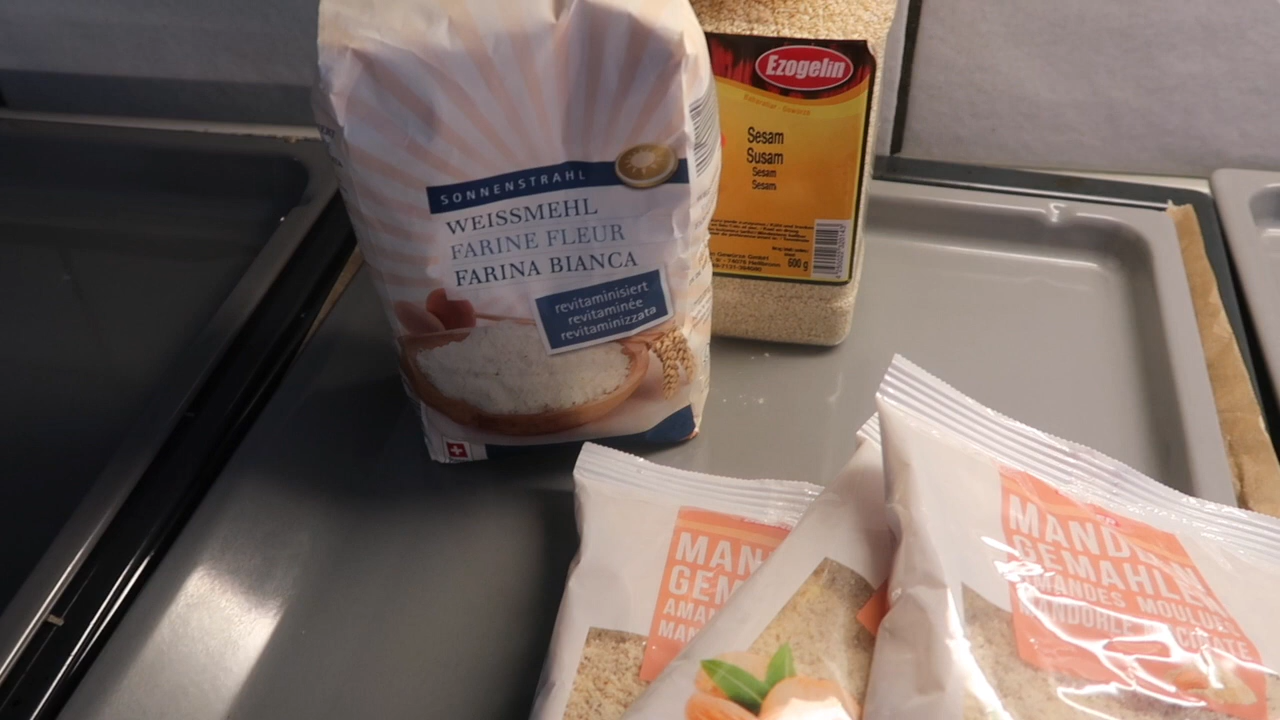 SONNENSTRAHL
WEISSMEHL
FARINE FLEUR
FARINA BIANCA
revitaminisiert
revitaminée
revitaminizzata
Ezogelin
Sesam
Susam
Sesam
Sesam
600 g
MAN
GEM
AMAN
MAN
MANDELN
GEMAHLEN
AMANDES MOULUES
MANDORLE